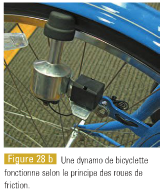 Figure 28 b Une dynamo de bicyclette
fonctionne selon le principe des roues de
friction.